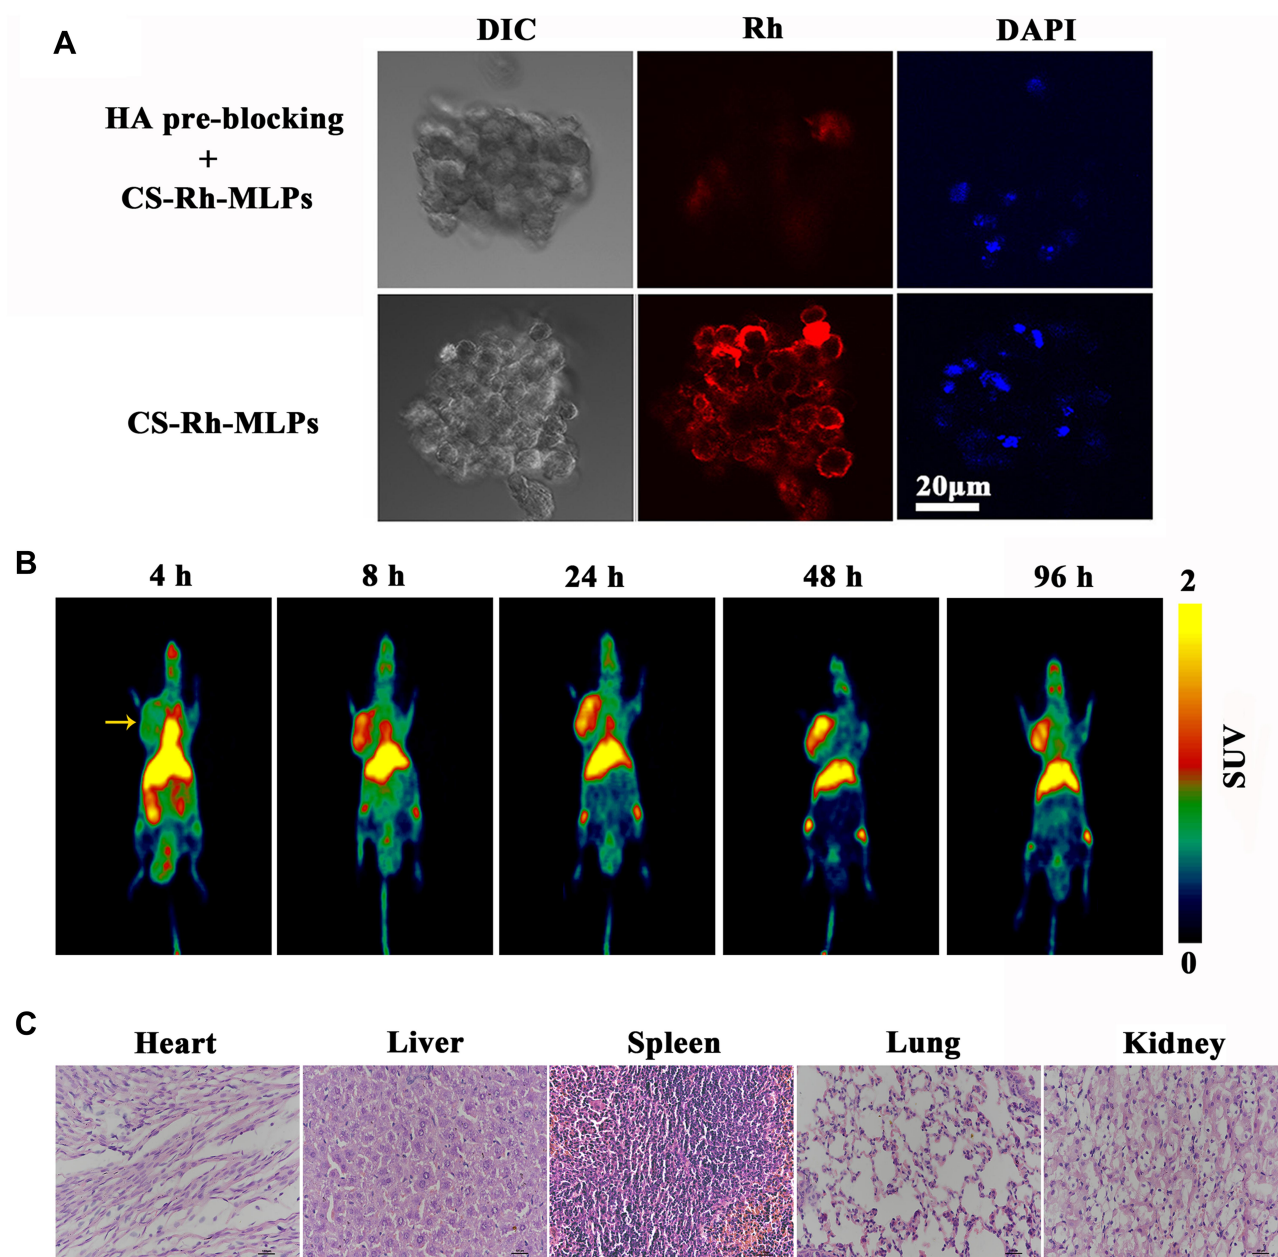 A
DIC Rh DAPI
HA pre-blocking
+
CS-Rh-MLPs
CS-Rh-MLPs
20μm
B
4 h 8 h 24 h 48 h 96 h
2
SUV
0
C
Heart Liver Spleen Lung Kidney